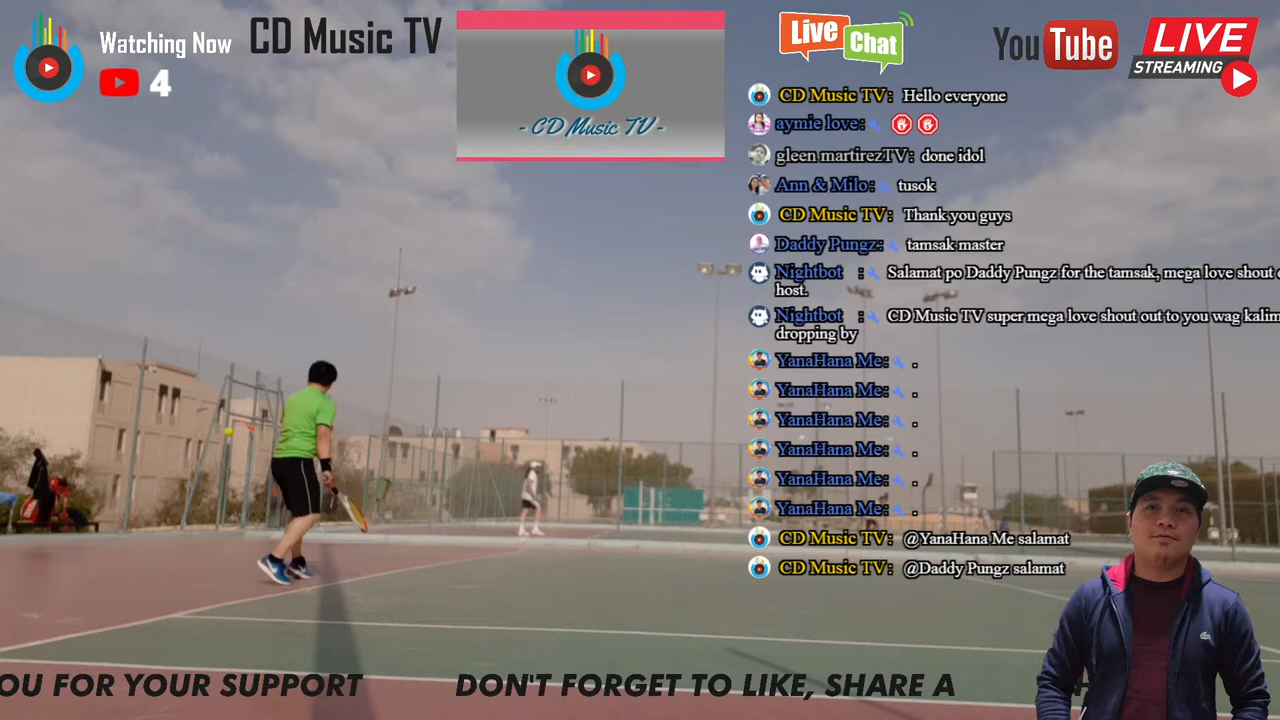 Watching Now
CD Music TV
4
- CD Music TV -
Live
Chat
YouTube
LIVE
STREAMING
CD Music TV: Hello everyone
aymie love:
gleen martirezTV: done idol
Ann & Milo: tusok
CD Music TV: Thank you guys
Daddy Pungz: tamsak master
Nightbot : Salamat po Daddy Pungz for the tamsak, mega love shout
host.
Nightbot : CD Music TV super mega love shout out to you wag kalim
dropping by
YanaHana Me: .
YanaHana Me: .
YanaHana Me: .
YanaHana Me: .
YanaHana Me: .
YanaHana Me: .
CD Music TV: @YanaHana Me salamat
CD Music TV: @Daddy Pungz salamat
OU FOR YOUR SUPPORT DON'T FORGET TO LIKE, SHARE A